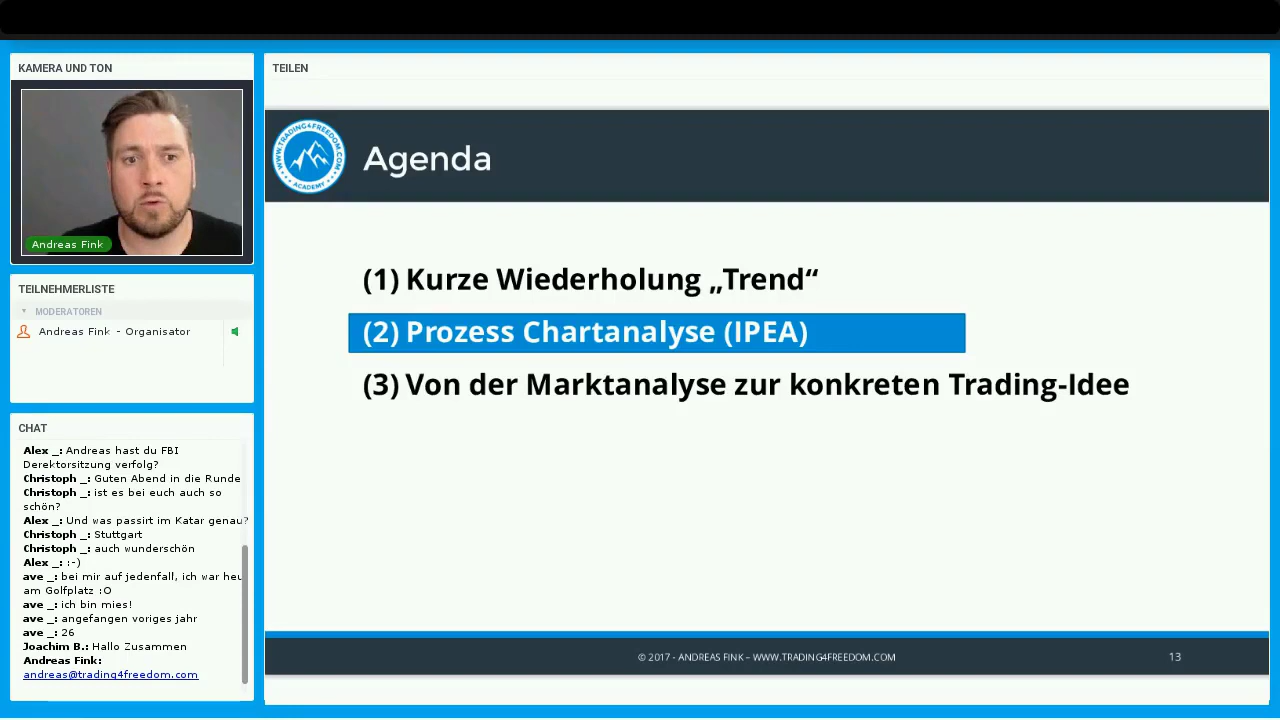 KAMERA UND TON
Andreas Fink
TEILNEHMERLISTE
MODERATOREN
Andreas Fink - Organisator
CHAT
Alex _: Andreas hast du FBI
Derektorsitzung verfolg?
Christoph _: Guten Abend in die Runde
Christoph _: ist es bei euch auch so
schön?
Alex _: Und was passirt im Katar genau?
Christoph _: Stuttgart
Christoph _: auch wunderschön
Alex _: :-)
ave _: bei mir auf jedenfall, ich war heu
am Golfplatz :O
ave _: ich bin mies!
ave _: angefangen voriges jahr
ave _: 26
Joachim B.: Hallo Zusammen
Andreas Fink:
andreas@trading4freedom.com
TEILEN
WWW.TRADING4FREEDOM.COM
ACADEMY
Agenda
(1) Kurze Wiederholung „Trend“
(2) Prozess Chartanalyse (IPEA)
(3) Von der Marktanalyse zur konkreten Trading-Idee
© 2017 - ANDREAS FINK – WWW.TRADING4FREEDOM.COM
13